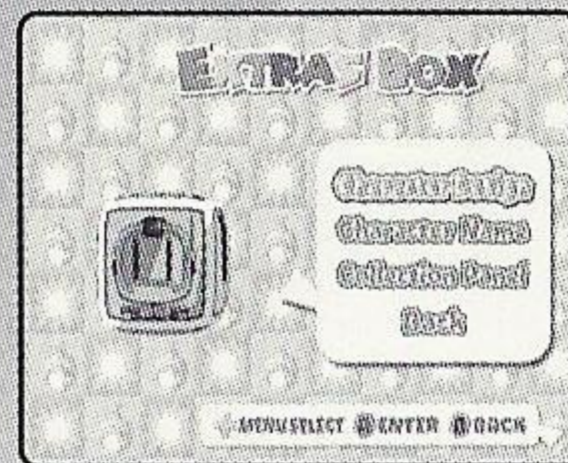 EXTRA BOX
Character Design
Character Name
Collection Panel
Back
MENU SELECT ENTER BACK